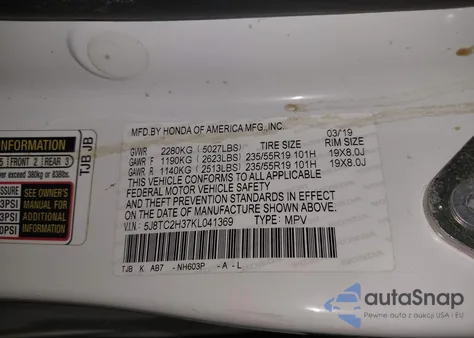 MFD.BY HONDA OF AMERICA MFG.,INC. 03/19
GVWR 2280KG (5027LBS) TIRE SIZE RIM SIZE
GAWR F 1190KG (2623LBS) 235/55R19 101H 19X8.0J
GAWR R 1140KG (2513LBS) 235/55R19 101H 19X8.0J
THIS VEHICLE CONFORMS TO ALL APPLICABLE
FEDERAL MOTOR VEHICLE SAFETY
AND THEFT PREVENTION STANDARDS IN EFFECT
ON THE DATE OF MANUFACTURE SHOWN ABOVE.
V.I.N: 5J8TC2H37KL041369 TYPE: MPV
TJB K AB7 -NH603P -A-L
TJB JB
INFORMATION
5 FRONT 2 REAR 3
ver exceed 380kg or 838lbs.
SSURE
3PSI
3PSI
0PSI
SEE OWNER'S
MANUAL FOR
ADDITIONAL
INFORMATION
autoSnap
Pewne auto z aukcji USA i EU